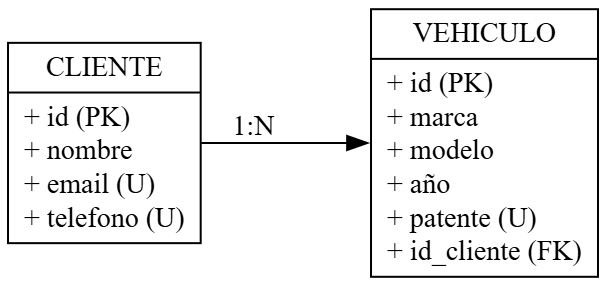 CLIENTE
+ id (PK)
+ nombre
+ email (U)
+ telefono (U)
1:N
VEHICULO
+ id (PK)
+ marca
+ modelo
+ año
+ patente (U)
+ id_cliente (FK)